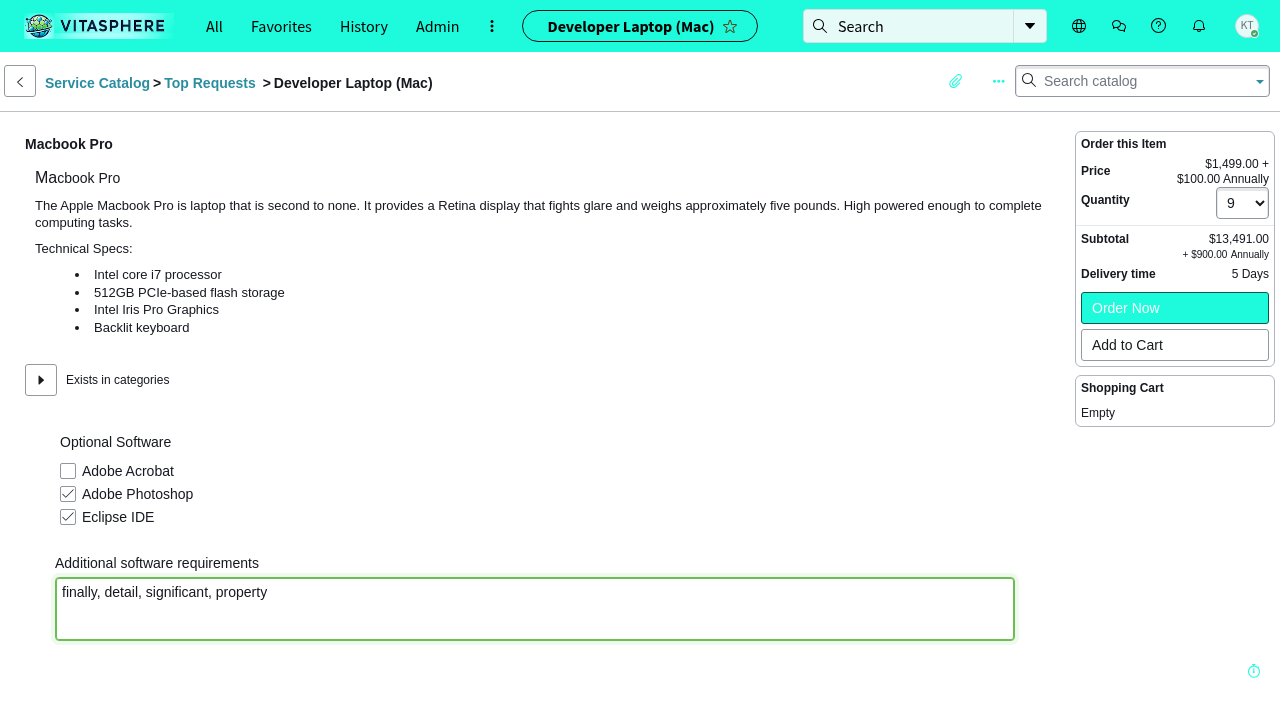 VITASPHERE All Favorites History Admin Developer Laptop (Mac) Search KT
Service Catalog > Top Requests > Developer Laptop (Mac) Search catalog
Macbook Pro
Macbook Pro
The Apple Macbook Pro is laptop that is second to none. It provides a Retina display that fights glare and weighs approximately five pounds. High powered enough to complete
computing tasks.
Technical Specs:
Intel core i7 processor
512GB PCIe-based flash storage
Intel Iris Pro Graphics
Backlit keyboard
Exists in categories
Optional Software
Adobe Acrobat
Adobe Photoshop
Eclipse IDE
Additional software requirements
finally, detail, significant, property
Order this Item
Price $1,499.00 +
$100.00 Annually
Quantity 9
Subtotal $13,491.00
+ $900.00 Annually
Delivery time 5 Days
Order Now
Add to Cart
Shopping Cart
Empty